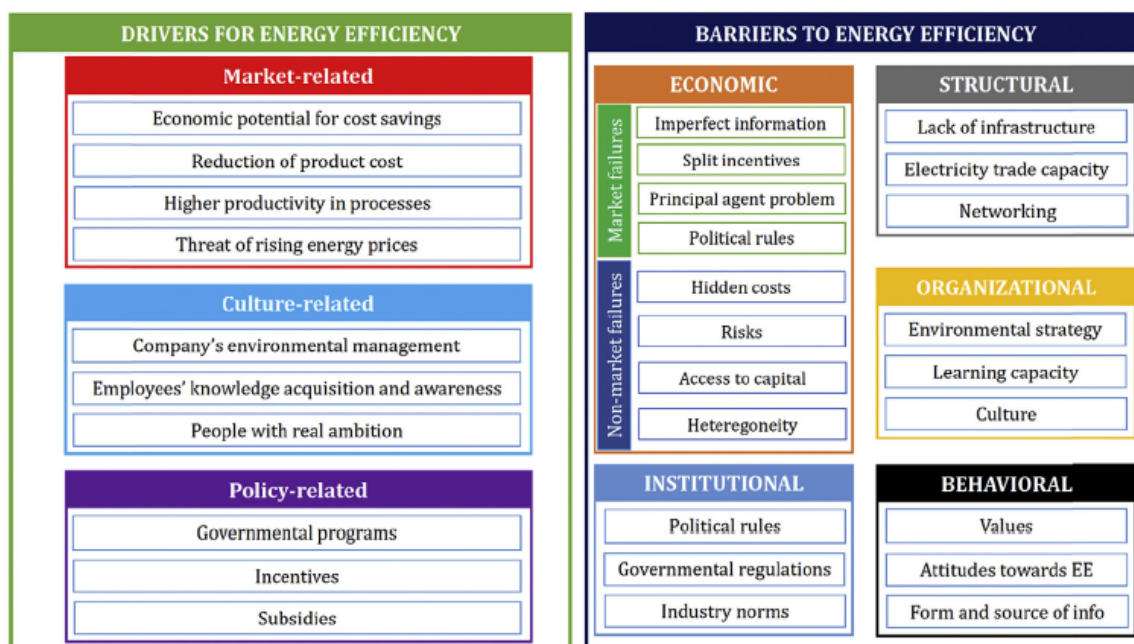 DRIVERS FOR ENERGY EFFICIENCY
Market-related
Economic potential for cost savings
Reduction of product cost
Higher productivity in processes
Threat of rising energy prices
Culture-related
Company's environmental management
Employees' knowledge acquisition and awareness
People with real ambition
Policy-related
Governmental programs
Incentives
Subsidies
BARRIERS TO ENERGY EFFICIENCY
ECONOMIC
Market failures
Imperfect information
Split incentives
Principal agent problem
Political rules
Non-market failures
Hidden costs
Risks
Access to capital
Heteregoneity
STRUCTURAL
Lack of infrastructure
Electricity trade capacity
Networking
ORGANIZATIONAL
Environmental strategy
Learning capacity
Culture
INSTITUTIONAL
Political rules
Governmental regulations
Industry norms
BEHAVIORAL
Values
Attitudes towards EE
Form and source of info